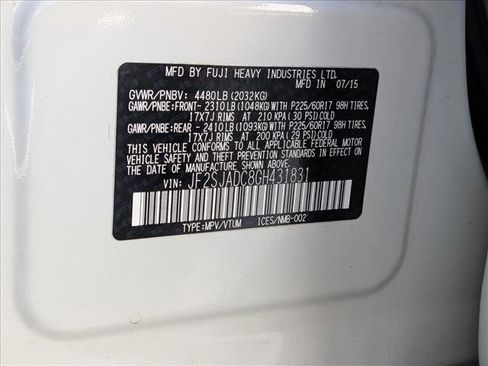 MFD BY FUJI HEAVY INDUSTRIES LTD.
MFD IN 07/15
GVWR/PNBV: 4480LB (2032KG)
GAWR/PNBE:FRONT- 2310LB (1048KG)WITH P225/60R17 98H TIRES,
17X7J RIMS AT 210 KPA (30 PSI)COLD
GAWR/PNBE:REAR - 2410LB (1093KG)WITH P225/60R17 98H TIRES,
17X7J RIMS AT 200 KPA (29 PSI)COLD
THIS VEHICLE CONFORMS TO ALL APPLICABLE
FEDERAL MOTOR VEHICLE SAFETY AND THEFT PREVENTION
STANDARDS IN EFFECT ON THE DATE OF
MANUFACTURE SHOWN ABOVE.
VIN: JF2SJADC8GH431831
TYPE:MPV/VTUM ICES/NMB-002